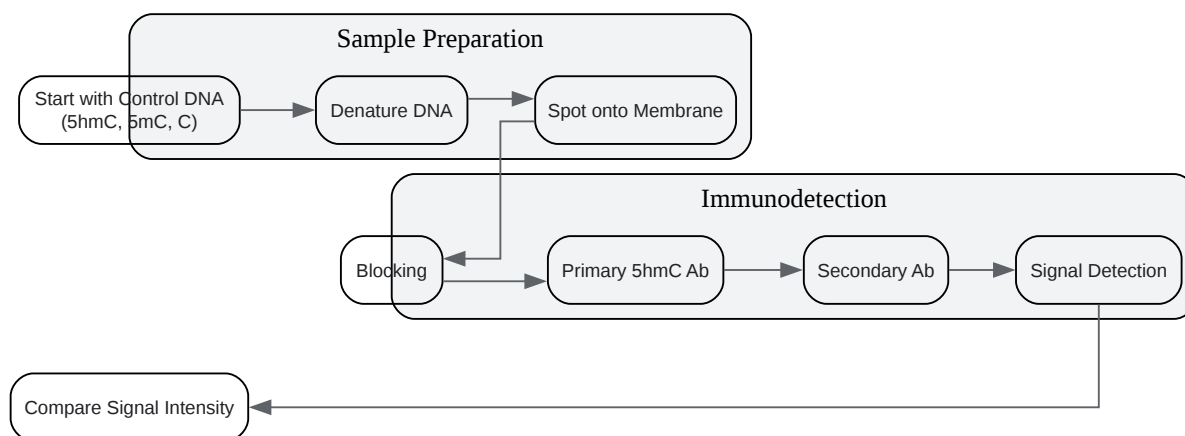 Sample Preparation
Start with Control DNA
(5hmC, 5mC, C)
Denature DNA
Spot onto Membrane
Immunodetection
Blocking
Primary 5hmC Ab
Secondary Ab
Signal Detection
Compare Signal Intensity